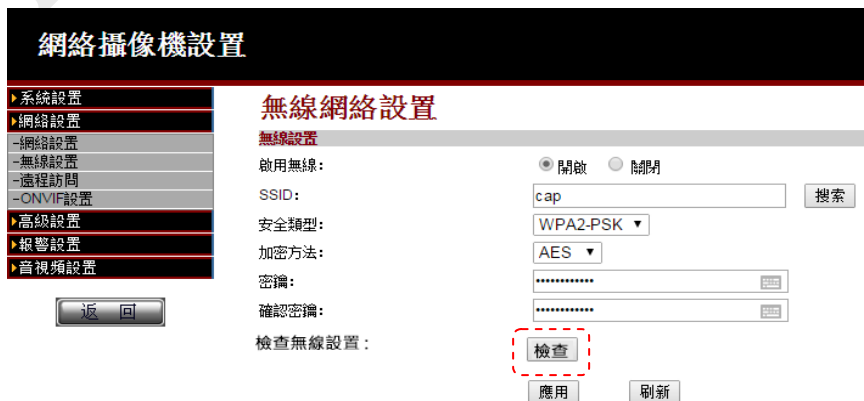 網絡攝像機設置
系統設置
網絡設置
-網絡設置
-無線設置
-遠程訪問
-ONVIF設置
高級設置
報警設置
音視頻設置
返 回
無線網絡設置
無線設置
啟用無線： 開啟 關閉
SSID: cap 搜索
安全類型： WPA2-PSK
加密方法： AES
密鑰： ••••••••••••
確認密鑰： ••••••••••••
檢查無線設置： 檢查
應用 刷新